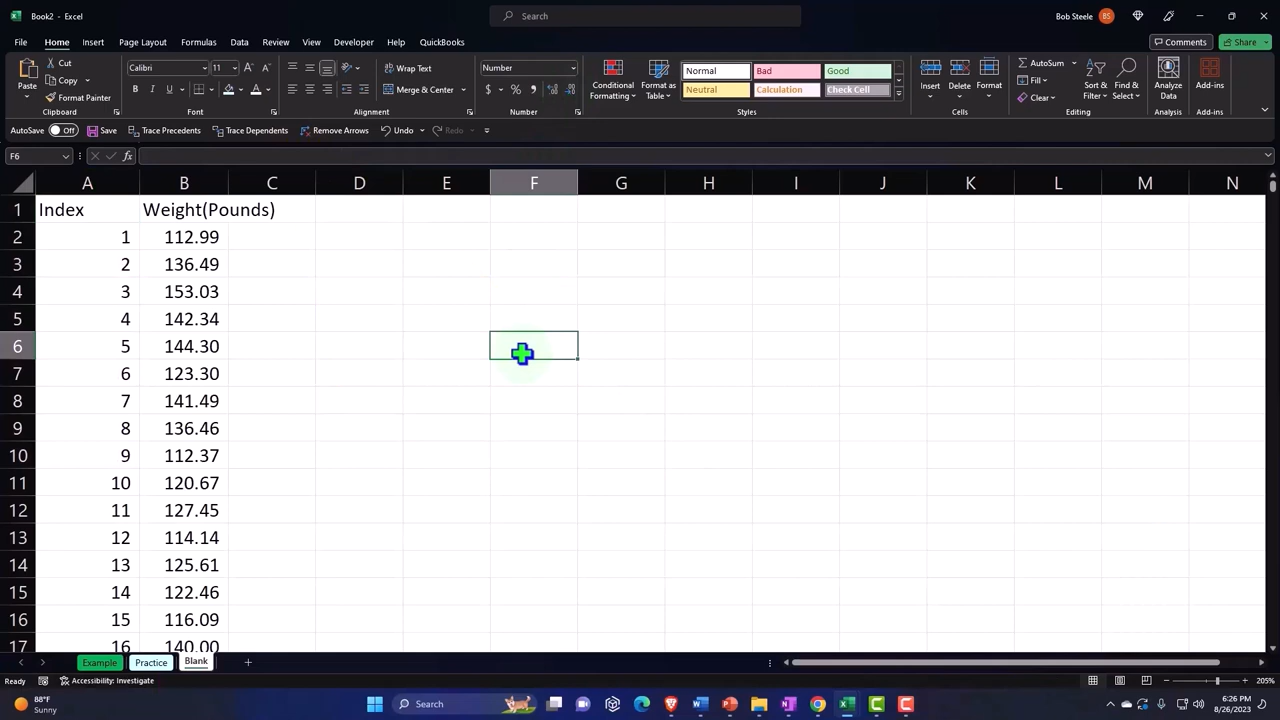 Book2 - Excel
Search
Bob Steele BS
File Home Insert Page Layout Formulas Data Review View Developer Help QuickBooks
Comments Share
Paste
Cut
Copy
Format Painter
Clipboard
Calibri 11
B I U
Font
Wrap Text
Merge & Center
Alignment
Number
$ %
Number
Conditional Formatting
Format as Table
Normal Bad Good
Neutral Calculation Check Cell
Styles
Insert Delete Format
Cells
AutoSum
Fill
Clear
Sort & Filter
Find & Select
Editing
Analyze Data
Analysis
Add-ins
Add-ins
AutoSave Off Save Trace Precedents Trace Dependents Remove Arrows Undo Redo
F6 fx
A B C D E F G H I J K L M N
1 Index Weight(Pounds)
2 1 112.99
3 2 136.49
4 3 153.03
5 4 142.34
6 5 144.30
7 6 123.30
8 7 141.49
9 8 136.46
10 9 112.37
11 10 120.67
12 11 127.45
13 12 114.14
14 13 125.61
15 14 122.46
16 15 116.09
17 16 140.00
Example Practice Blank
Ready Accessibility: Investigate 205%
88°F
Sunny
Search
6:26 PM
8/26/2023